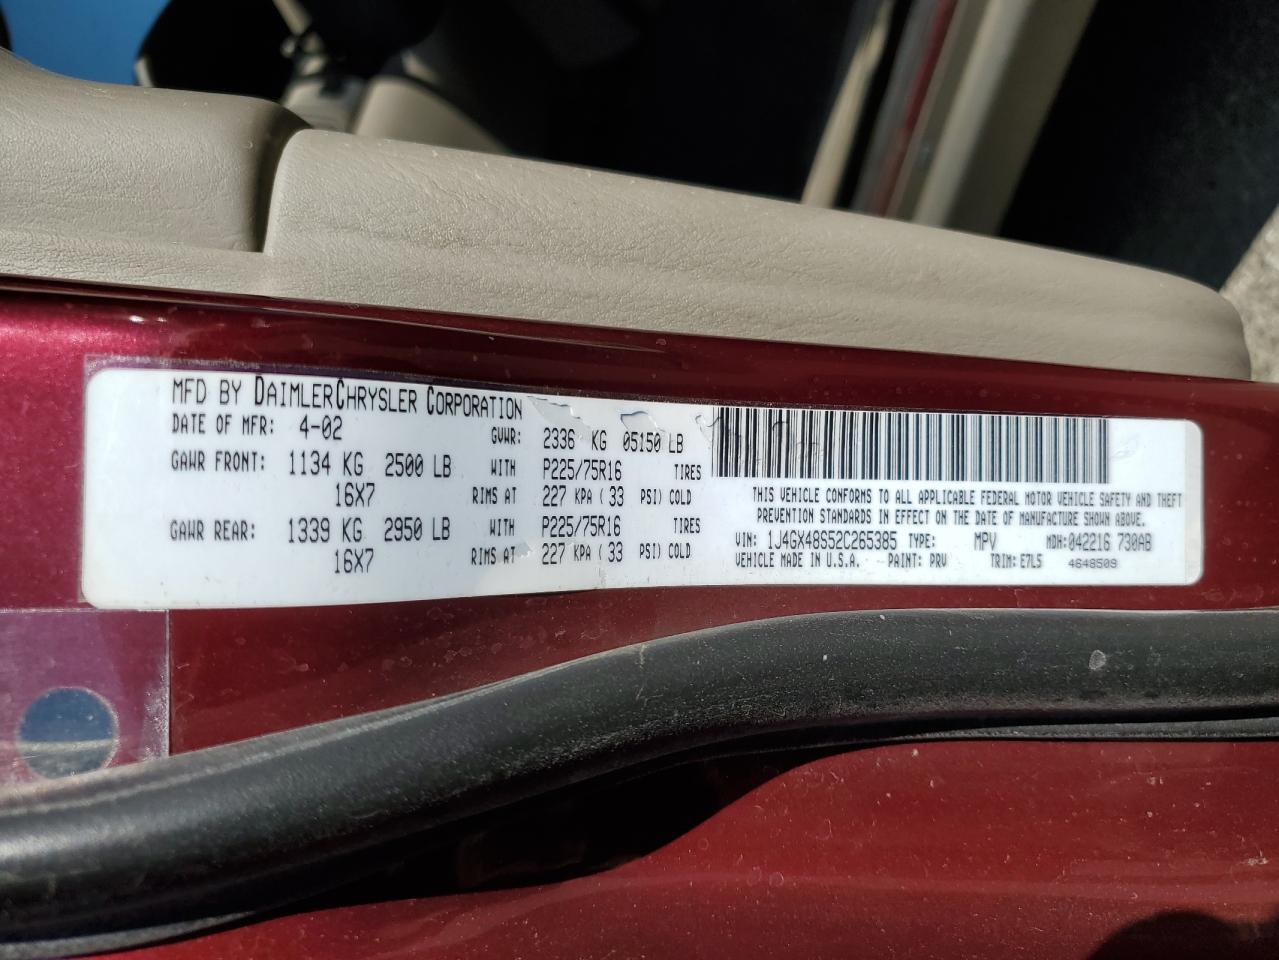 MFD BY DAIMLERCHRYSLER CORPORATION
DATE OF MFR: 4-02 GVWR: 2336 KG 05150 LB
GAWR FRONT: 1134 KG 2500 LB WITH P225/75R16 TIRES
16X7 RIMS AT 227 KPA ( 33 PSI) COLD
GAWR REAR: 1339 KG 2950 LB WITH P225/75R16 TIRES
16X7 RIMS AT 227 KPA ( 33 PSI) COLD
THIS VEHICLE CONFORMS TO ALL APPLICABLE FEDERAL MOTOR VEHICLE SAFETY AND THEFT
PREVENTION STANDARDS IN EFFECT ON THE DATE OF MANUFACTURE SHOWN ABOVE.
VIN: 1J4GX48S52C265385 TYPE: MPV MDH:042216 730AB
VEHICLE MADE IN U.S.A. PAINT: PRV TRIM: E7L5 4648509